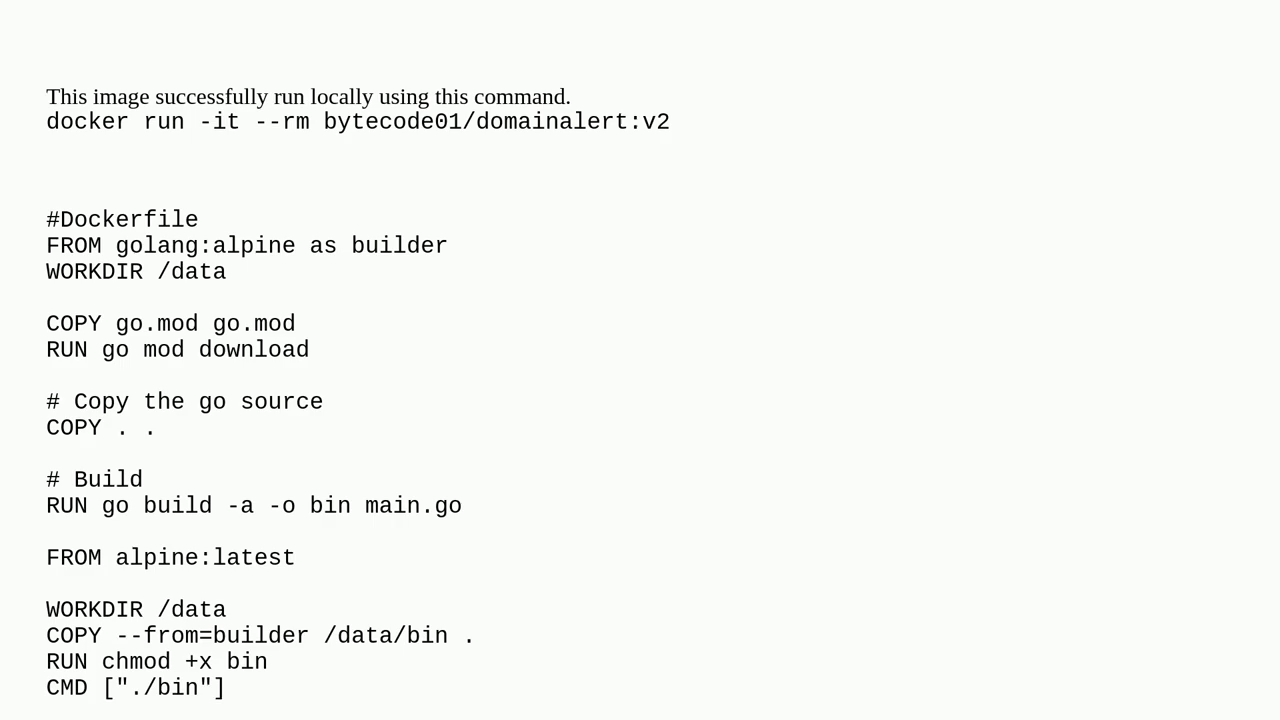 This image successfully run locally using this command.
docker run -it --rm bytecode01/domainalert:v2
#Dockerfile
FROM golang:alpine as builder
WORKDIR /data
COPY go.mod go.mod
RUN go mod download
# Copy the go source
COPY . .
# Build
RUN go build -a -o bin main.go
FROM alpine:latest
WORKDIR /data
COPY --from=builder /data/bin .
RUN chmod +x bin
CMD ["./bin"]